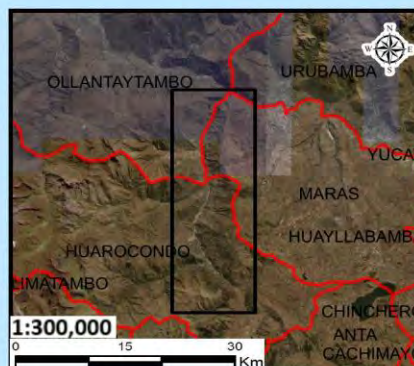 N
W E
S
OLLANTAYTAMBO
URUBAMBA
YUCA
MARAS
HUAYLLABAMB
HUAROCONDO
LIMATAMBO
CHINCHERO
ANTA
CACHIMAYO
1:300,000
0 15 30
Km